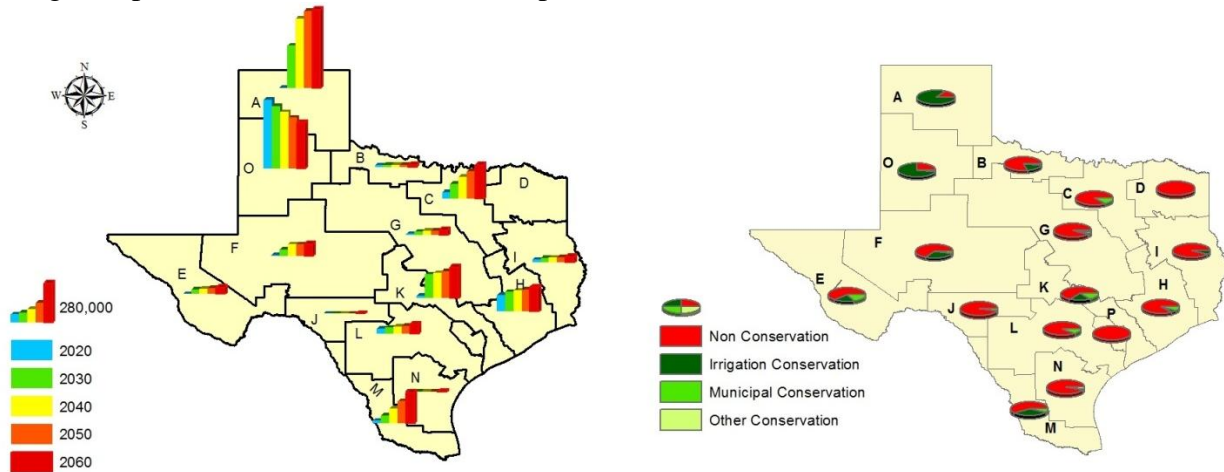 N
W E
S
A
O
B
C
D
G
F
E
I
H
K
J
L
N
M
280,000
2020
2030
2040
2050
2060
A
O
B
C
D
G
F
I
E
K
H
J
P
L
N
M
Non Conservation
Irrigation Conservation
Municipal Conservation
Other Conservation